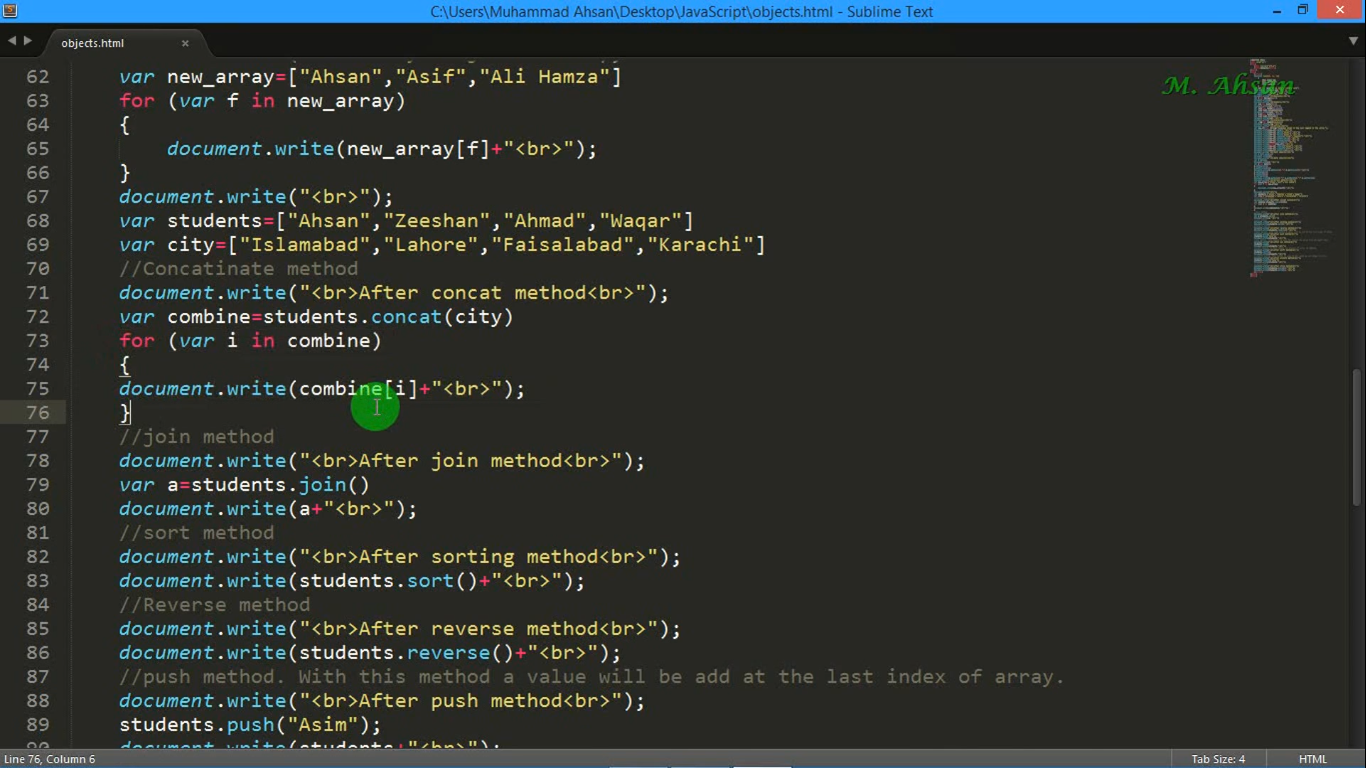 C:\Users\Muhammad Ahsan\Desktop\JavaScript\objects.html - Sublime Text
objects.html
M. Ahsan
62 var new_array=["Ahsan","Asif","Ali Hamza"]
63 for (var f in new_array)
64 {
65 document.write(new_array[f]+"<br>");
66 }
67 document.write("<br>");
68 var students=["Ahsan","Zeeshan","Ahmad","Waqar"]
69 var city=["Islamabad","Lahore","Faisalabad","Karachi"]
70 //Concatinate method
71 document.write("<br>After concat method<br>");
72 var combine=students.concat(city)
73 for (var i in combine)
74 {
75 document.write(combine[i]+"<br>");
76 }
77 //join method
78 document.write("<br>After join method<br>");
79 var a=students.join()
80 document.write(a+"<br>");
81 //sort method
82 document.write("<br>After sorting method<br>");
83 document.write(students.sort()+"<br>");
84 //Reverse method
85 document.write("<br>After reverse method<br>");
86 document.write(students.reverse()+"<br>");
87 //push method. With this method a value will be add at the last index of array.
88 document.write("<br>After push method<br>");
89 students.push("Asim");
90 document.write(students+"<br>");
Line 76, Column 6
Tab Size: 4
HTML